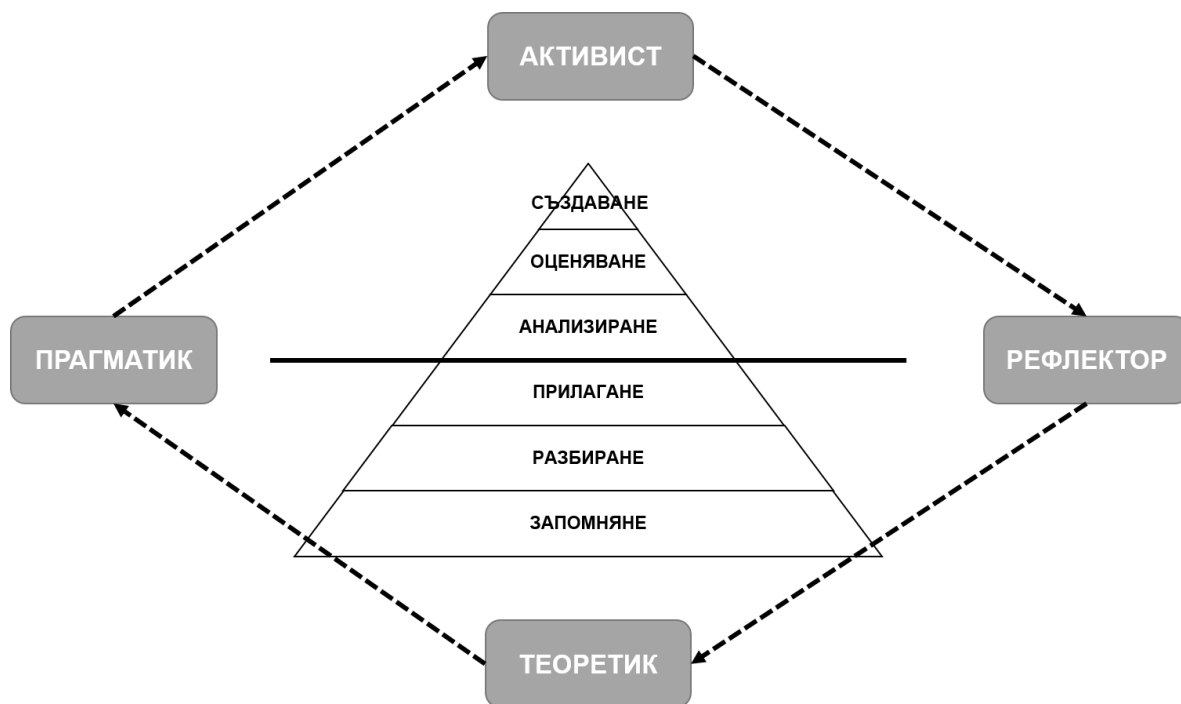 АКТИВИСТ
СЪЗДАВАНЕ
ОЦЕНЯВАНЕ
АНАЛИЗИРАНЕ
ПРАГМАТИК
РЕФЛЕКТОР
ПРИЛАГАНЕ
РАЗБИРАНЕ
ЗАПОМНЯНЕ
ТЕОРЕТИК